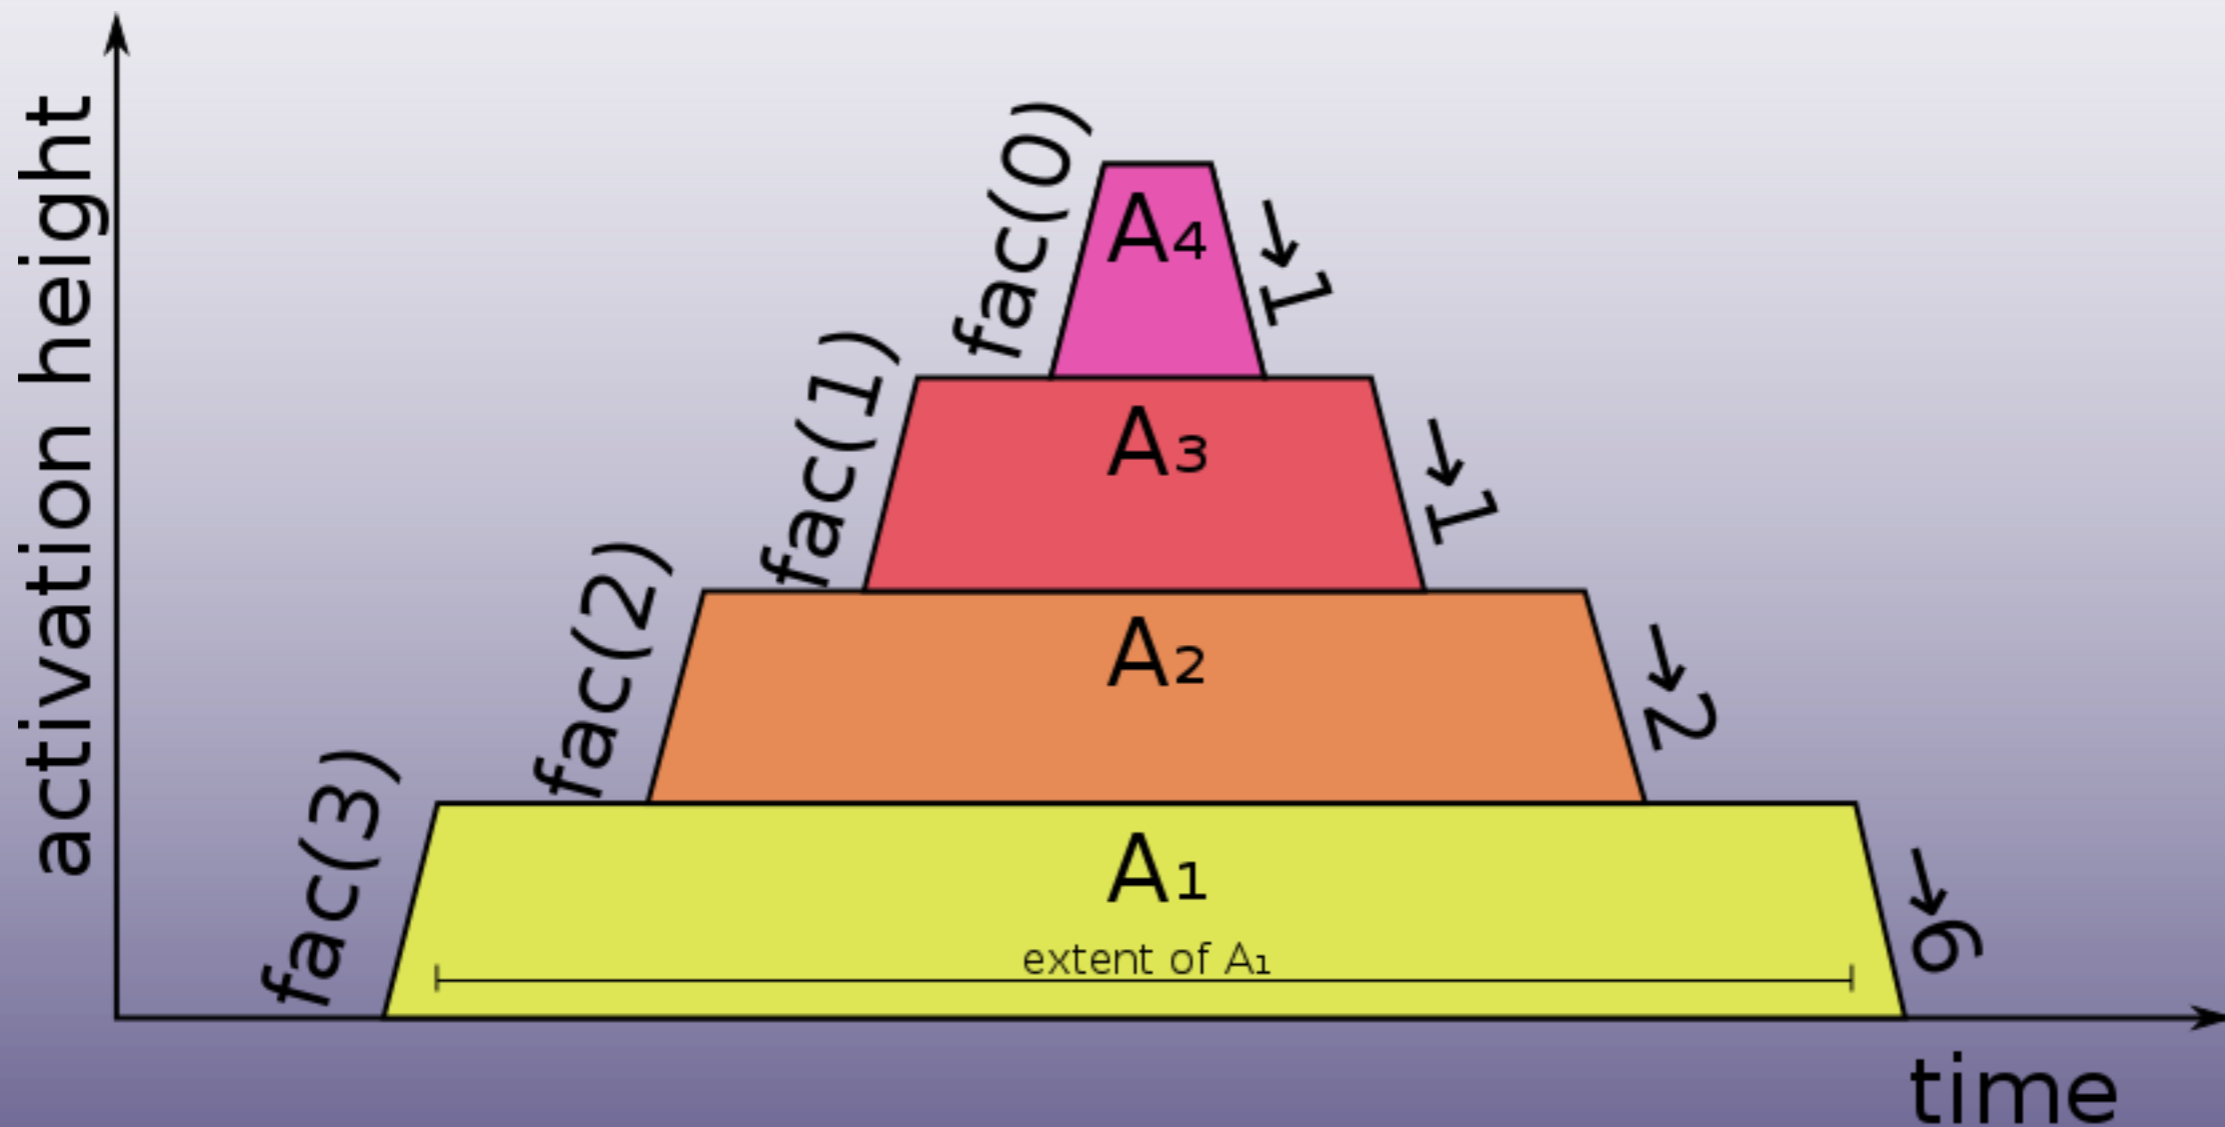 activation height
fac(0)
A₄
→1
fac(1)
A₃
→1
fac(2)
A₂
→2
fac(3)
A₁
→6
extent of A₁
time